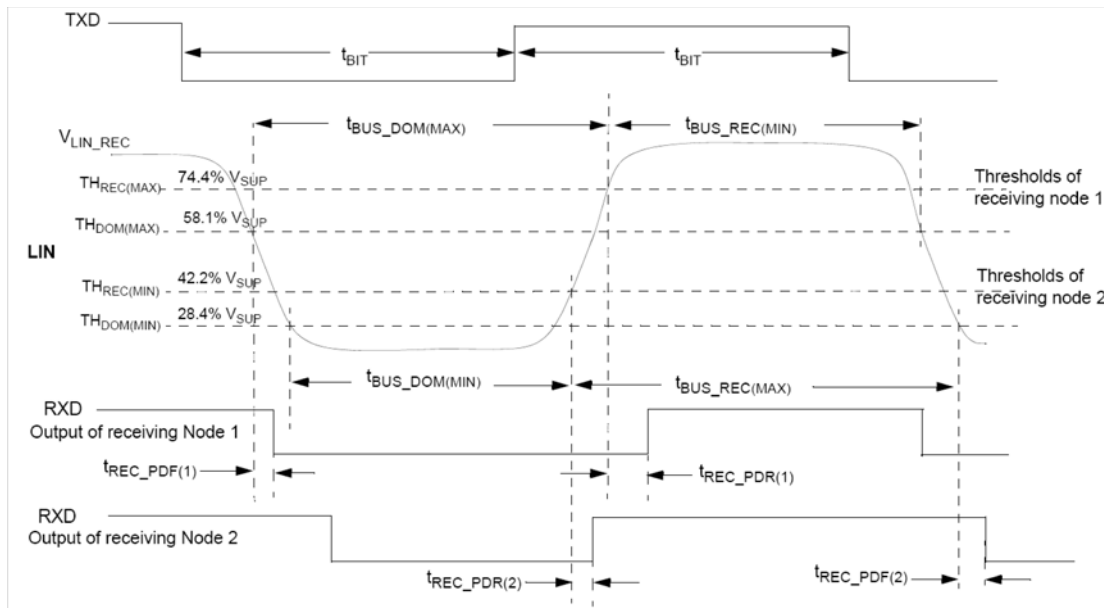 TXD
tBIT
tBIT
tBUS_DOM(MAX)
tBUS_REC(MIN)
VLIN_REC
THREC(MAX) 74.4% VSUP
Thresholds of
receiving node 1
THDOM(MAX) 58.1% VSUP
LIN
THREC(MIN) 42.2% VSUP
Thresholds of
receiving node 2
THDOM(MIN) 28.4% VSUP
tBUS_DOM(MIN)
tBUS_REC(MAX)
RXD
Output of receiving Node 1
tREC_PDF(1)
tREC_PDR(1)
RXD
Output of receiving Node 2
tREC_PDR(2)
tREC_PDF(2)